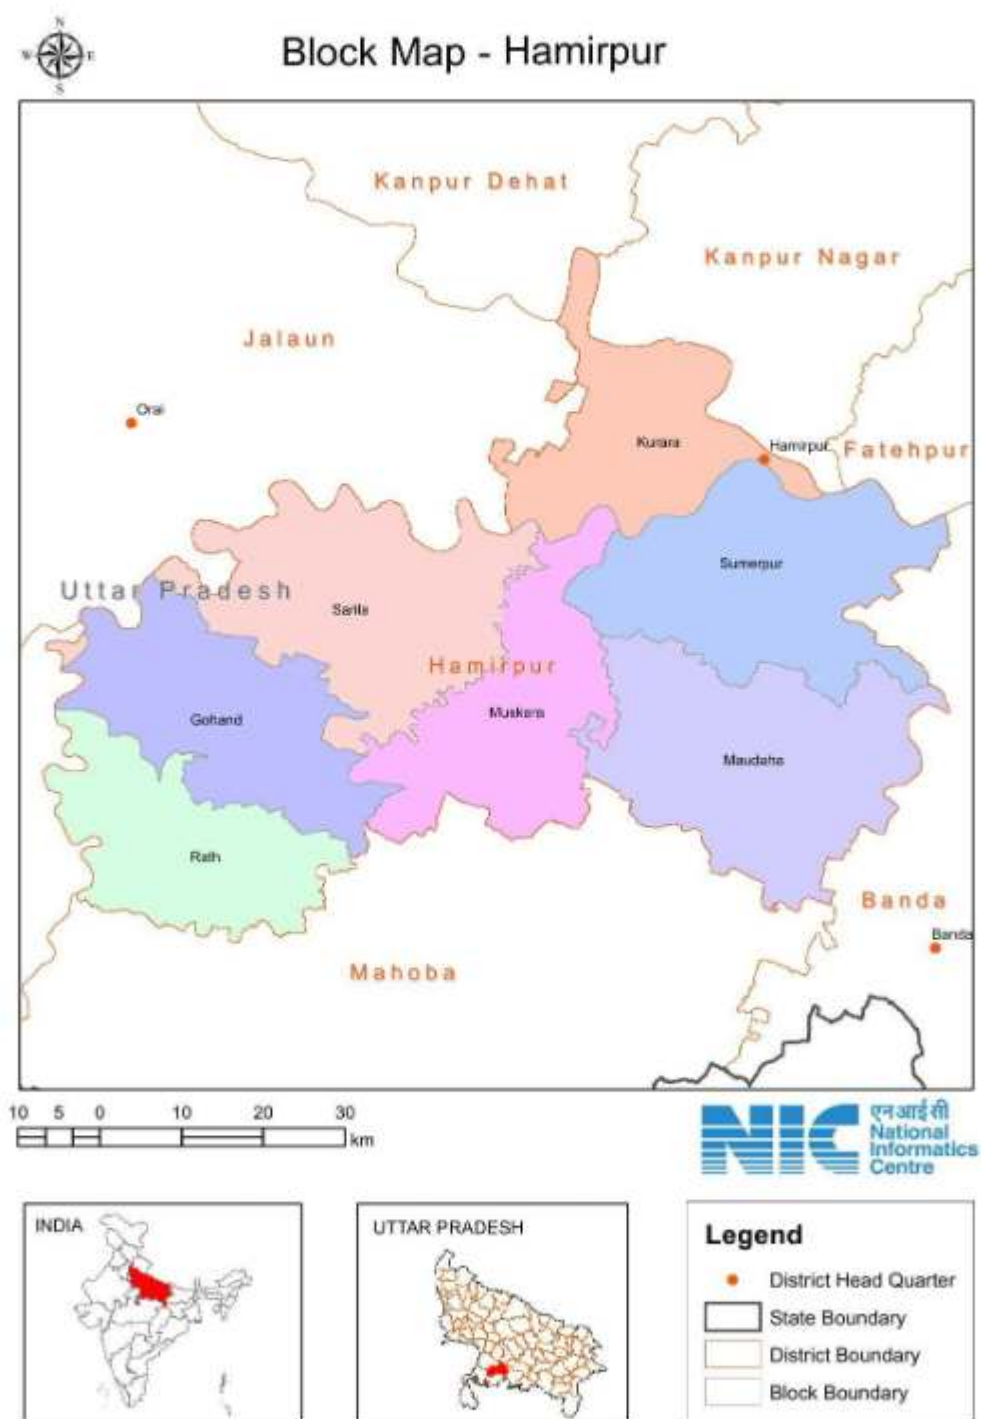 N
W E
S
Block Map - Hamirpur
Kanpur Dehat
Kanpur Nagar
Jalaun
Orai
Kurara
Hamirpur
Fatehpur
Uttar Pradesh
Sarila
Sumerpur
Hamirpur
Gohand
Muskara
Maudaha
Rath
Banda
Banda
Mahoba
10 5 0 10 20 30
km
NIC
एनआईसी
National
Informatics
Centre
INDIA
UTTAR PRADESH
Legend
District Head Quarter
State Boundary
District Boundary
Block Boundary